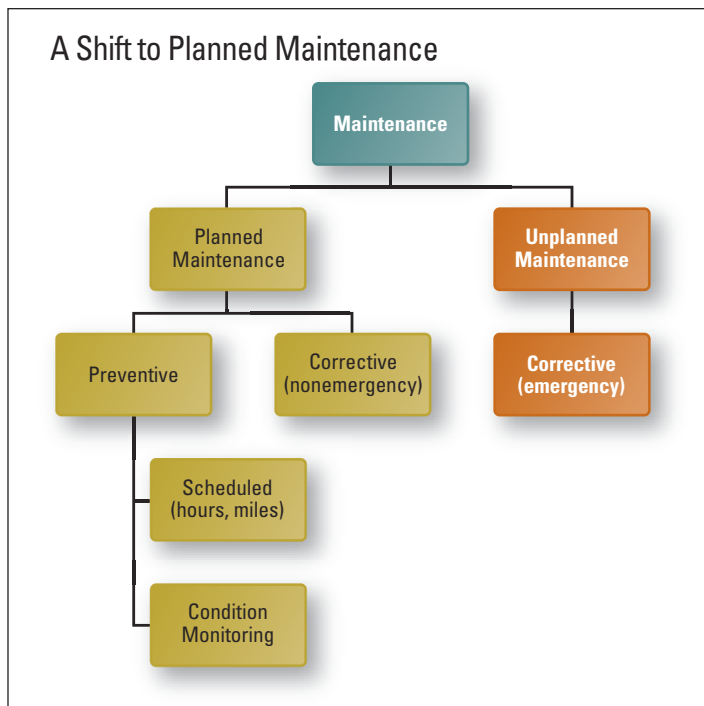 A Shift to Planned Maintenance
Maintenance
Planned
Maintenance
Unplanned
Maintenance
Preventive
Corrective
(nonemergency)
Corrective
(emergency)
Scheduled
(hours, miles)
Condition
Monitoring